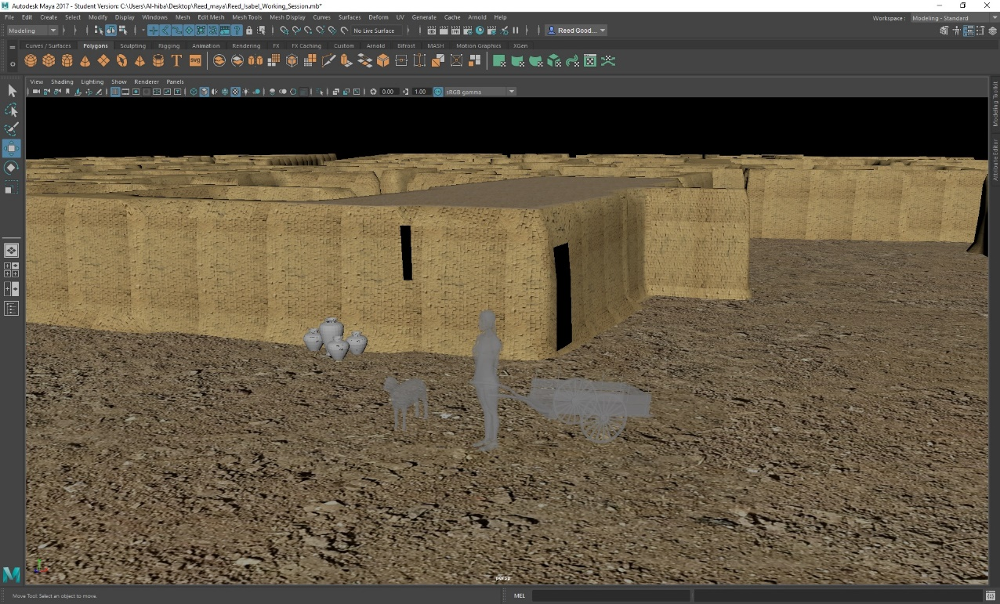 Autodesk Maya 2017 - Student Version: C:\Users\Al-hiba\Desktop\Reed_maya\Reed_Isabel_Working_Session.mb*
File Edit Create Select Modify Display Windows Mesh Edit Mesh Mesh Tools Mesh Display Curves Surfaces Deform UV Generate Cache Arnold Help Workspace : Modeling - Standard
Modeling No Live Surface Reed Good...
Curves / Surfaces Polygons Sculpting Rigging Animation Rendering FX FX Caching Custom Arnold Bifrost MASH Motion Graphics XGen
T SVG
View Shading Lighting Show Renderer Panels
0.00 1.00 sRGB gamma
Modeling Toolkit
Attribute Editor
persp
Move Tool: Select an object to move. MEL